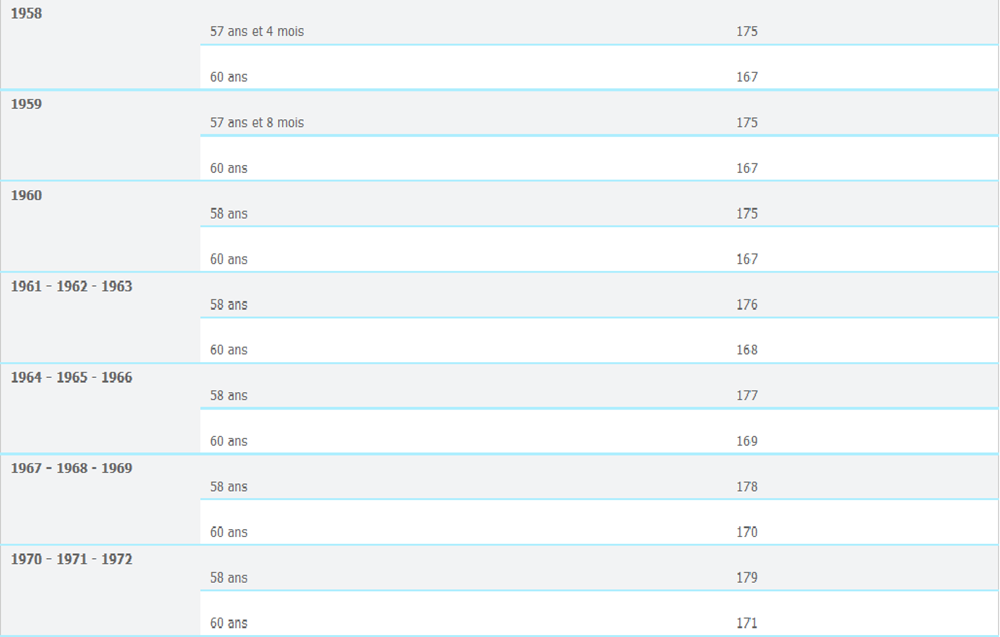 1958
57 ans et 4 mois 175
60 ans 167
1959
57 ans et 8 mois 175
60 ans 167
1960
58 ans 175
60 ans 167
1961 - 1962 - 1963
58 ans 176
60 ans 168
1964 - 1965 - 1966
58 ans 177
60 ans 169
1967 - 1968 - 1969
58 ans 178
60 ans 170
1970 - 1971 - 1972
58 ans 179
60 ans 171